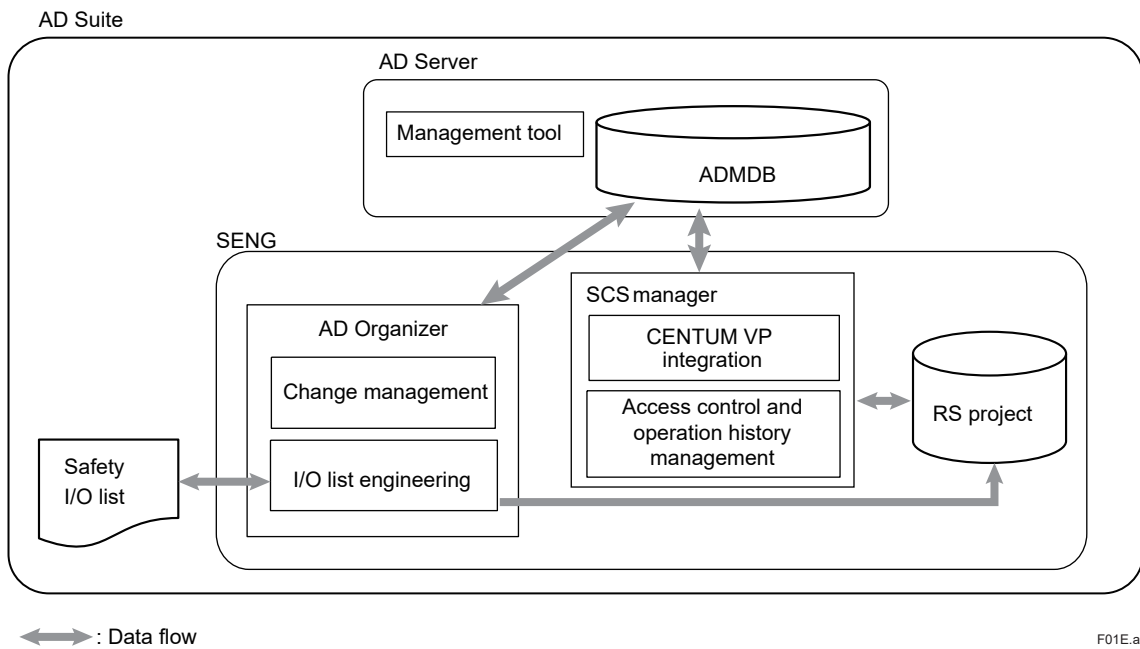 AD Suite
AD Server
Management tool
ADMDB
SENG
SCS manager
AD Organizer
CENTUM VP
integration
Change management
Access control and
operation history
management
RS project
Safety
I/O list
I/O list engineering
: Data flow
F01E.a